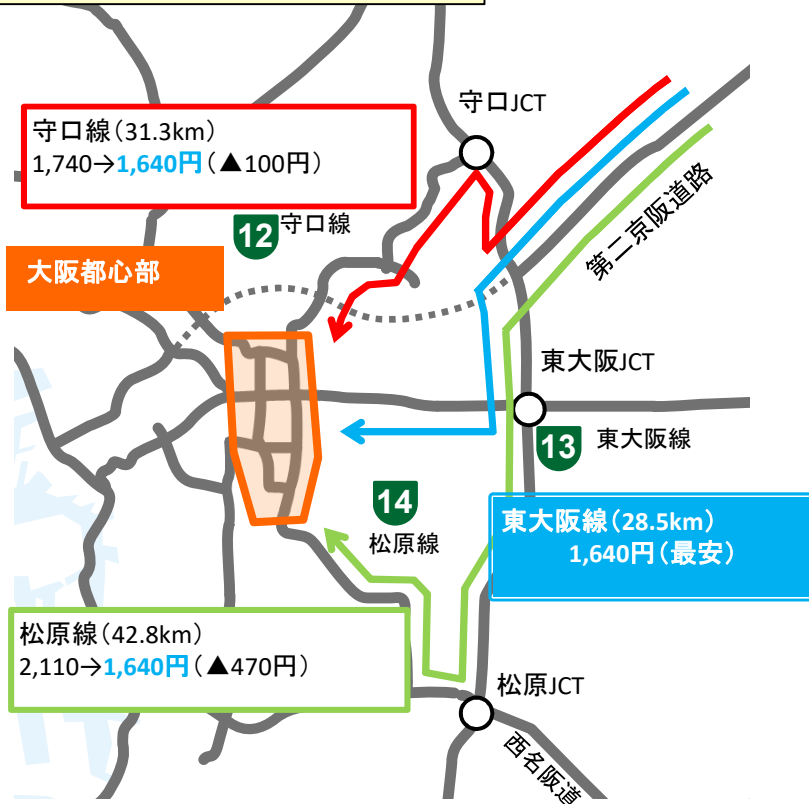 守口JCT
守口線（31.3km）
1,740→1,640円（▲100円）
第二京阪道路
12
守口線
大阪都心部
東大阪JCT
13
東大阪線
14
松原線
東大阪線（28.5km）
1,640円（最安）
松原線（42.8km）
2,110→1,640円（▲470円）
松原JCT
西名阪道